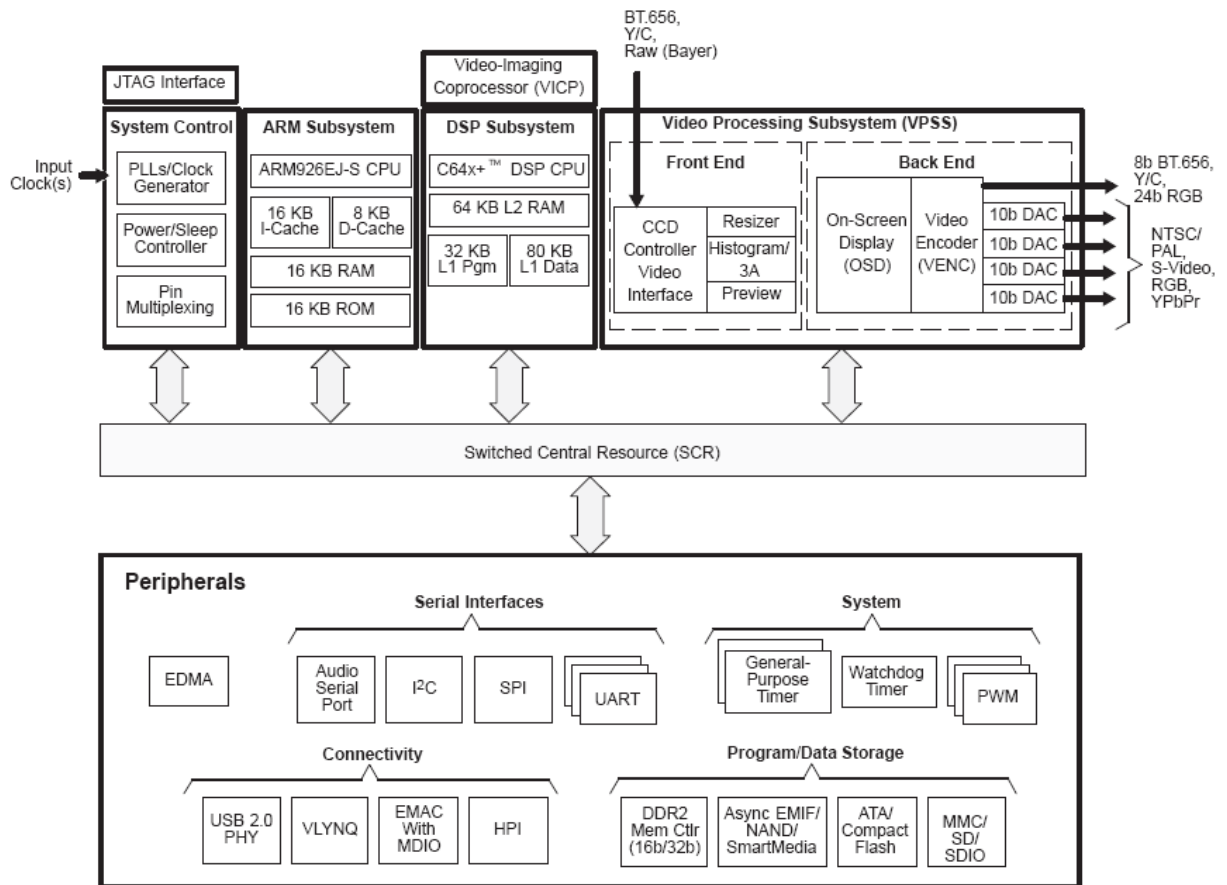 BT.656,
Y/C,
Raw (Bayer)
JTAG Interface
Video-Imaging
Coprocessor (VICP)
System Control
ARM Subsystem
DSP Subsystem
Video Processing Subsystem (VPSS)
Input
Clock(s)
PLLs/Clock
Generator
Power/Sleep
Controller
Pin
Multiplexing
ARM926EJ-S CPU
16 KB
I-Cache
8 KB
D-Cache
16 KB RAM
16 KB ROM
C64x+™ DSP CPU
64 KB L2 RAM
32 KB
L1 Pgm
80 KB
L1 Data
Front End
CCD
Controller
Video
Interface
Resizer
Histogram/
3A
Preview
Back End
On-Screen
Display
(OSD)
Video
Encoder
(VENC)
10b DAC
10b DAC
10b DAC
10b DAC
8b BT.656,
Y/C,
24b RGB
NTSC/
PAL,
S-Video,
RGB,
YPbPr
Switched Central Resource (SCR)
Peripherals
EDMA
Serial Interfaces
Audio
Serial
Port
I²C
SPI
UART
System
General-
Purpose
Timer
Watchdog
Timer
PWM
Connectivity
USB 2.0
PHY
VLYNQ
EMAC
With
MDIO
HPI
Program/Data Storage
DDR2
Mem Ctlr
(16b/32b)
Async EMIF/
NAND/
SmartMedia
ATA/
Compact
Flash
MMC/
SD/
SDIO